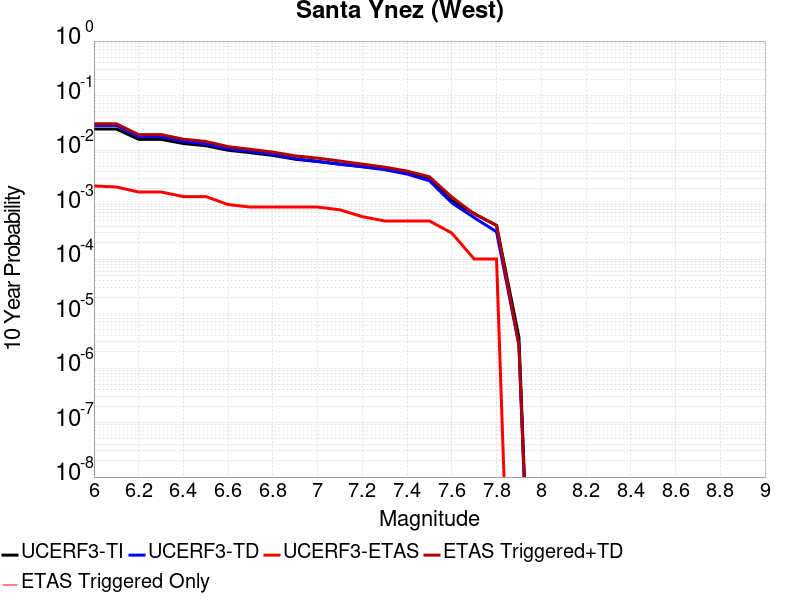 Santa Ynez (West)
10^0
10^-1
10^-2
10^-3
10^-4
10^-5
10^-6
10^-7
10^-8
10 Year Probability
6 6.2 6.4 6.6 6.8 7 7.2 7.4 7.6 7.8 8 8.2 8.4 8.6 8.8 9
Magnitude
UCERF3-TI UCERF3-TD UCERF3-ETAS ETAS Triggered+TD
ETAS Triggered Only